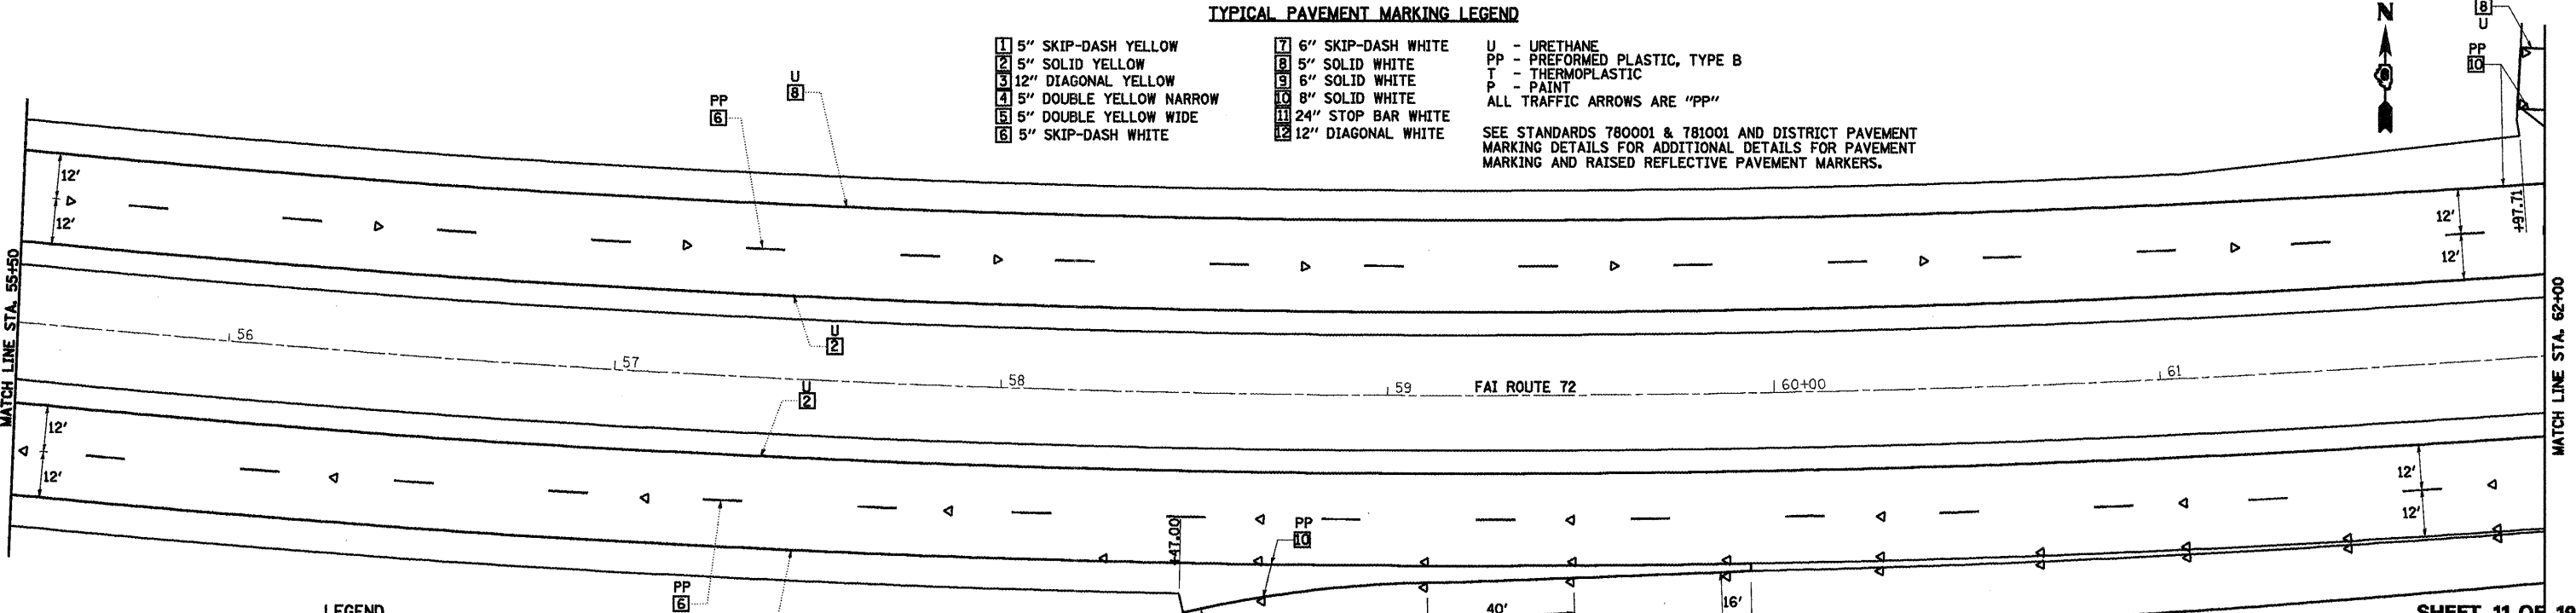 TYPICAL PAVEMENT MARKING LEGEND
1 5" SKIP-DASH YELLOW
2 5" SOLID YELLOW
3 12" DIAGONAL YELLOW
4 5" DOUBLE YELLOW NARROW
5 5" DOUBLE YELLOW WIDE
6 5" SKIP-DASH WHITE
7 6" SKIP-DASH WHITE
8 5" SOLID WHITE
9 6" SOLID WHITE
10 8" SOLID WHITE
11 24" STOP BAR WHITE
12 12" DIAGONAL WHITE
U - URETHANE
PP - PREFORMED PLASTIC, TYPE B
T - THERMOPLASTIC
P - PAINT
ALL TRAFFIC ARROWS ARE "PP"
SEE STANDARDS 780001 & 781001 AND DISTRICT PAVEMENT
MARKING DETAILS FOR ADDITIONAL DETAILS FOR PAVEMENT
MARKING AND RAISED REFLECTIVE PAVEMENT MARKERS.
N
8
U
PP
10
U
8
PP
6
12'
12'
12'
12'
+97.71
MATCH LINE STA. 55+50
MATCH LINE STA. 62+00
U
2
56
57
58
59
FAI ROUTE 72
60+00
61
U
2
12'
12'
12'
12'
+47.00
PP
10
PP
6
40'
16'
LEGEND
SHEET 11 OF 19